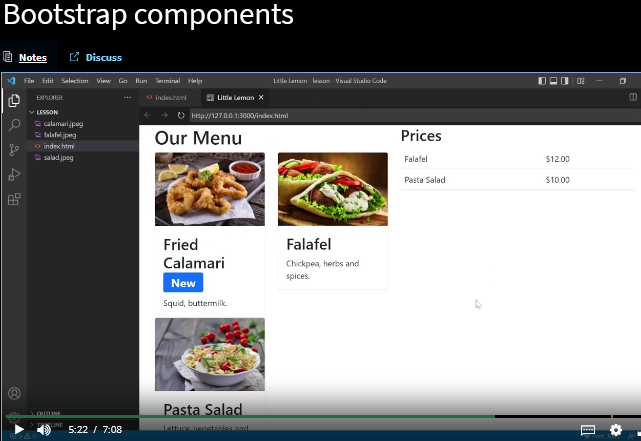 Bootstrap components
Notes Discuss
File Edit Selection View Go Run Terminal Help
Little Lemon - lesson - Visual Studio Code
EXPLORER
index.html
Little Lemon
LESSON
calamari.jpeg
falafel.jpeg
index.html
salad.jpeg
http://127.0.0.1:3000/index.html
Our Menu
Fried
Calamari
New
Squid, buttermilk.
Falafel
Chickpea, herbs and
spices.
Pasta Salad
Lettuce, vegetables and
Prices
Falafel $12.00
Pasta Salad $10.00
OUTLINE
TIMELINE
5:22 / 7:08